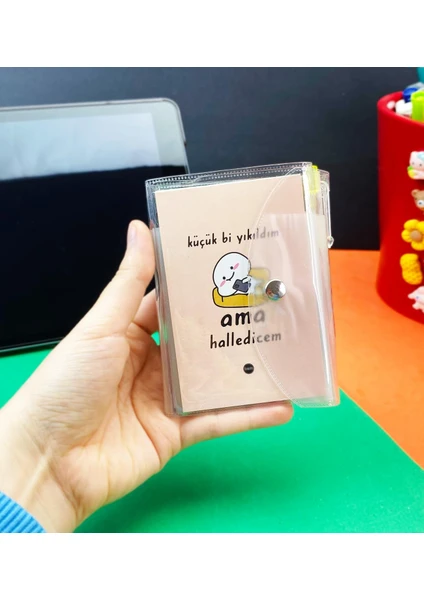 küçük bi yıkıldım
ama
halledicem